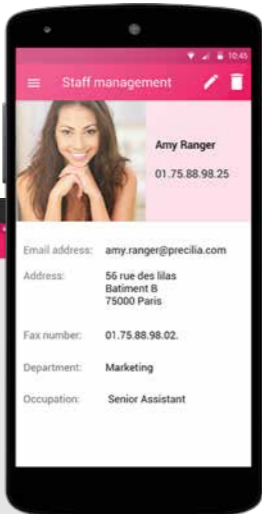 10:45
Staff management
Amy Ranger
01.75.88.98.25
Email address: amy.ranger@precilia.com
Address: 56 rue des lilas
Batiment B
75000 Paris
Fax number: 01.75.88.98.02.
Department: Marketing
Occupation: Senior Assistant